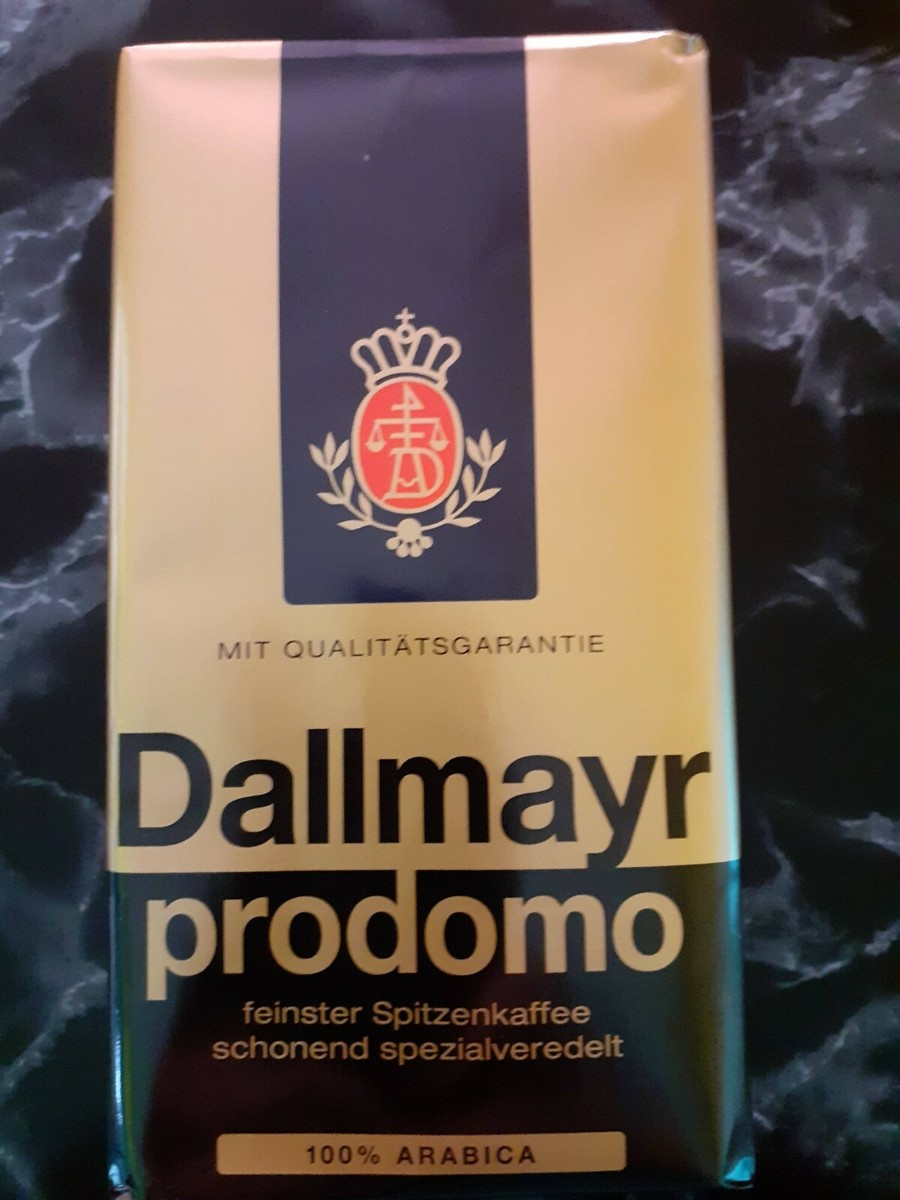 MIT QUALITÄTSGARANTIE
Dallmayr
prodomo
feinster Spitzenkaffee
schonend spezialveredelt
100% ARABICA